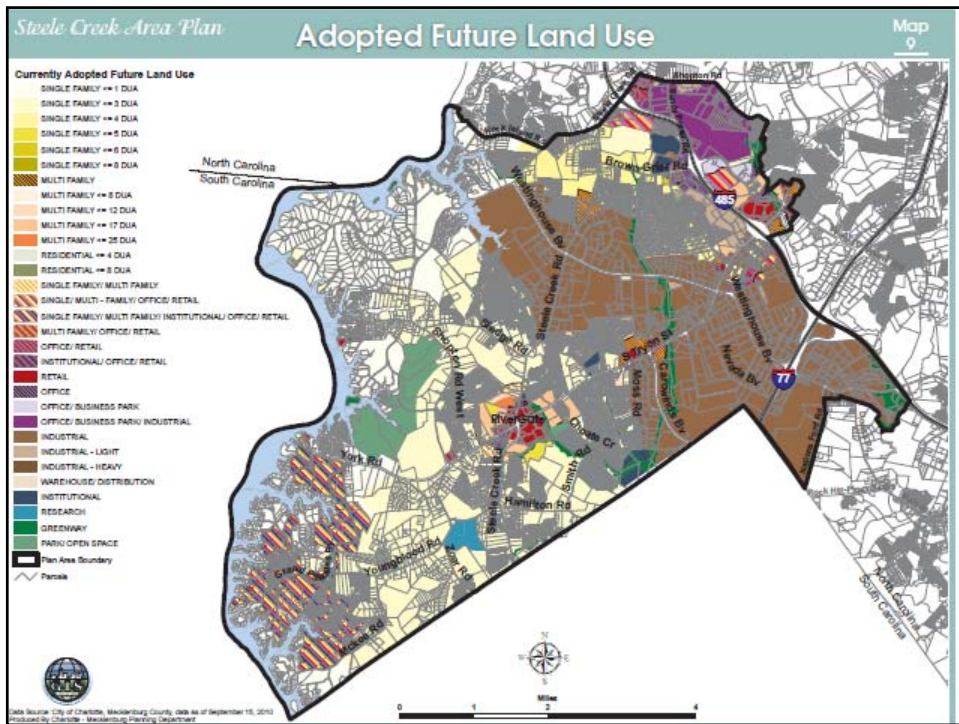 Steele Creek Area Plan
Adopted Future Land Use
Map
9
Currently Adopted Future Land Use
SINGLE FAMILY <= 1 DUA
SINGLE FAMILY <= 3 DUA
SINGLE FAMILY <= 4 DUA
SINGLE FAMILY <= 5 DUA
SINGLE FAMILY <= 6 DUA
SINGLE FAMILY <= 8 DUA
MULTI FAMILY
MULTI FAMILY <= 8 DUA
MULTI FAMILY <= 12 DUA
MULTI FAMILY <= 17 DUA
MULTI FAMILY <= 25 DUA
RESIDENTIAL <= 4 DUA
RESIDENTIAL <= 8 DUA
SINGLE FAMILY/ MULTI FAMILY
SINGLE/ MULTI - FAMILY/ OFFICE/ RETAIL
SINGLE FAMILY/ MULTI FAMILY/ INSTITUTIONAL/ OFFICE/ RETAIL
MULTI FAMILY/ OFFICE/ RETAIL
OFFICE/ RETAIL
INSTITUTIONAL/ OFFICE/ RETAIL
RETAIL
OFFICE
OFFICE/ BUSINESS PARK
OFFICE/ BUSINESS PARK/ INDUSTRIAL
INDUSTRIAL
INDUSTRIAL - LIGHT
INDUSTRIAL - HEAVY
WAREHOUSE/ DISTRIBUTION
INSTITUTIONAL
RESEARCH
GREENWAY
PARK/ OPEN SPACE
Plan Area Boundary
Parcels
North Carolina
South Carolina
Shopton Rd
Brown-Grier Rd
485
Westinghouse Bv
Steele Creek Rd
Westinghouse Bv
Nevada Bv
77
S Tryon St
Sledge Rd
Shopton Rd West
Moss Rd
Carowinds Bv
RiverGate
Choate Cr
Smith Rd
Steele Creek Rd
York Rd
Hamilton Rd
Youngblood Rd
Zoar Rd
McKee Rd
North Carolina
South Carolina
N
W
E
S
Miles
0
1
2
4
Data Source: City of Charlotte, Mecklenburg County, data as of September 15, 2010
Produced By Charlotte - Mecklenburg Planning Department